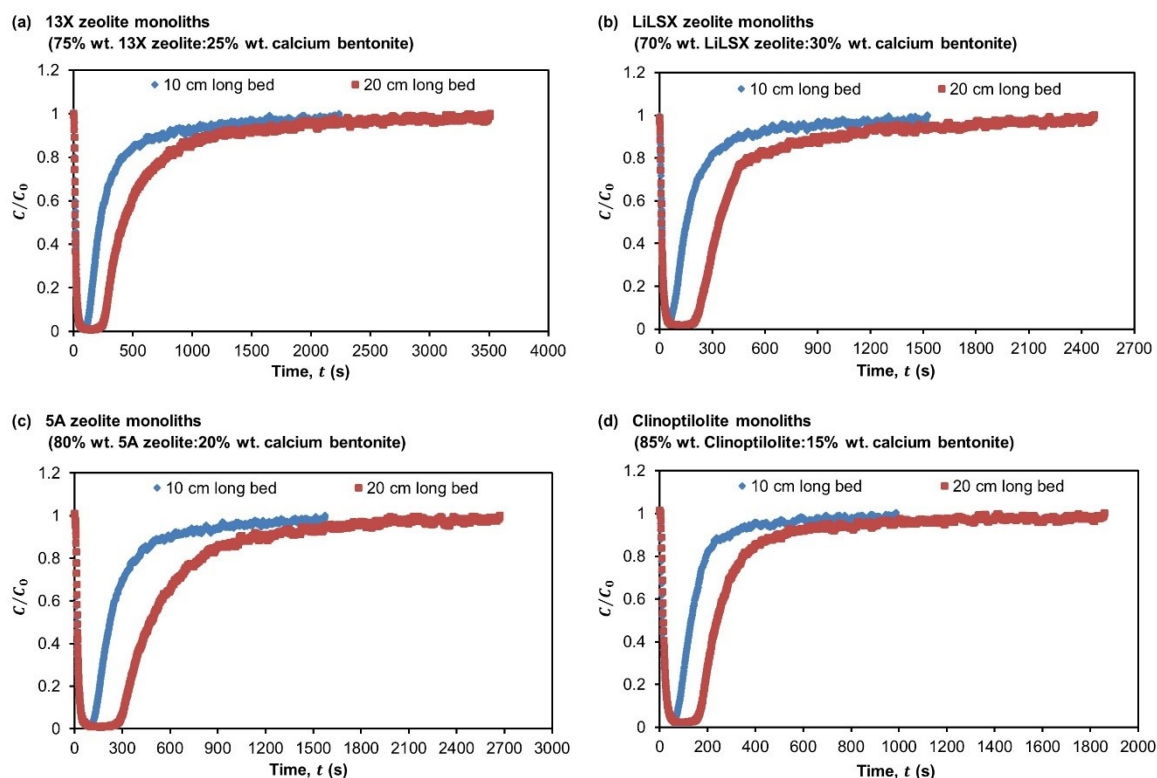 (a) 13X zeolite monoliths
(75% wt. 13X zeolite:25% wt. calcium bentonite)
1.2
10 cm long bed
20 cm long bed
1
0.8
0.6
0.4
0.2
0
C/C₀
0 500 1000 1500 2000 2500 3000 3500 4000
Time, t (s)
(b) LiLSX zeolite monoliths
(70% wt. LiLSX zeolite:30% wt. calcium bentonite)
1.2
10 cm long bed
20 cm long bed
1
0.8
0.6
0.4
0.2
0
C/C₀
0 300 600 900 1200 1500 1800 2100 2400 2700
Time, t (s)
(c) 5A zeolite monoliths
(80% wt. 5A zeolite:20% wt. calcium bentonite)
1.2
10 cm long bed
20 cm long bed
1
0.8
0.6
0.4
0.2
0
C/C₀
0 300 600 900 1200 1500 1800 2100 2400 2700 3000
Time, t (s)
(d) Clinoptilolite monoliths
(85% wt. Clinoptilolite:15% wt. calcium bentonite)
1.2
10 cm long bed
20 cm long bed
1
0.8
0.6
0.4
0.2
0
C/C₀
0 200 400 600 800 1000 1200 1400 1600 1800 2000
Time, t (s)